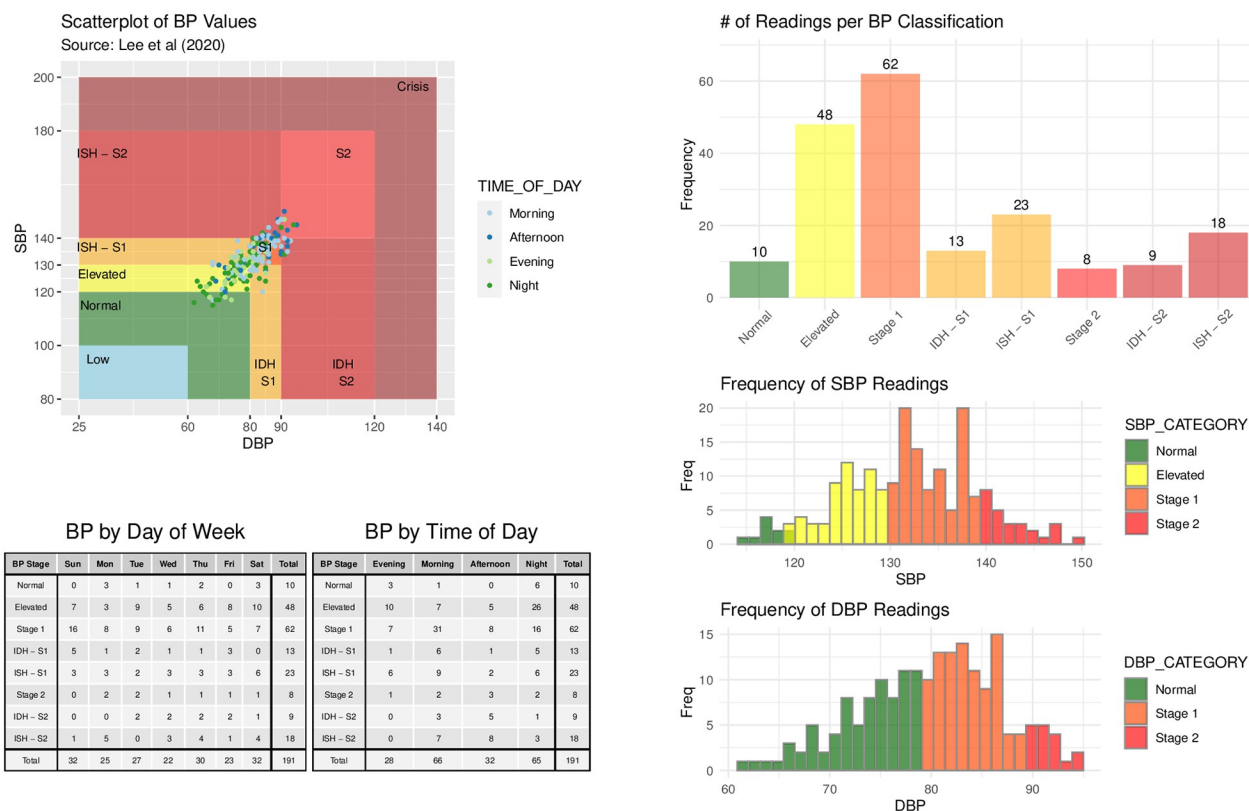 Scatterplot of BP Values
Source: Lee et al (2020)
SBP
200
180
140
130
120
100
80
Crisis
ISH − S2
S2
ISH − S1
S1
Elevated
Normal
Low
IDH
S1
IDH
S2
25
60
80
90
120
140
DBP
TIME_OF_DAY
Morning
Afternoon
Evening
Night
# of Readings per BP Classification
Frequency
60
40
20
0
10
48
62
13
23
8
9
18
Normal
Elevated
Stage 1
IDH − S1
ISH − S1
Stage 2
IDH − S2
ISH − S2
Frequency of SBP Readings
Freq
20
15
10
5
0
120
130
140
150
SBP
SBP_CATEGORY
Normal
Elevated
Stage 1
Stage 2
BP by Day of Week
BP Stage Sun Mon Tue Wed Thu Fri Sat Total
Normal 0 3 1 1 2 0 3 10
Elevated 7 3 9 5 6 8 10 48
Stage 1 16 8 9 6 11 5 7 62
IDH − S1 5 1 2 1 1 3 0 13
ISH − S1 3 3 2 3 3 3 6 23
Stage 2 0 2 2 1 1 1 1 8
IDH − S2 0 0 2 2 2 2 1 9
ISH − S2 1 5 0 3 4 1 4 18
Total 32 25 27 22 30 23 32 191
BP by Time of Day
BP Stage Evening Morning Afternoon Night Total
Normal 3 1 0 6 10
Elevated 10 7 5 26 48
Stage 1 7 31 8 16 62
IDH − S1 1 6 1 5 13
ISH − S1 6 9 2 6 23
Stage 2 1 2 3 2 8
IDH − S2 0 3 5 1 9
ISH − S2 0 7 8 3 18
Total 28 66 32 65 191
Frequency of DBP Readings
Freq
15
10
5
0
60
70
80
90
DBP
DBP_CATEGORY
Normal
Stage 1
Stage 2